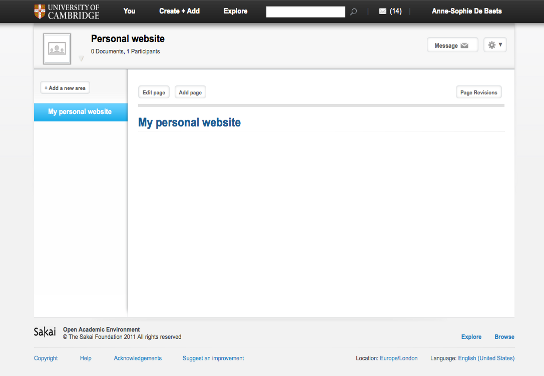 UNIVERSITY OF
CAMBRIDGE
You
Create + Add
Explore
(14)
Anne-Sophie De Baets
Personal website
0 Documents, 1 Participants
Message
+ Add a new area
My personal website
Edit page
Add page
Page Revisions
My personal website
Sakai
Open Academic Environment
© The Sakai Foundation 2011 All rights reserved
Explore
Browse
Copyright
Help
Acknowledgements
Suggest an improvement
Location: Europe/London
Language: English (United States)